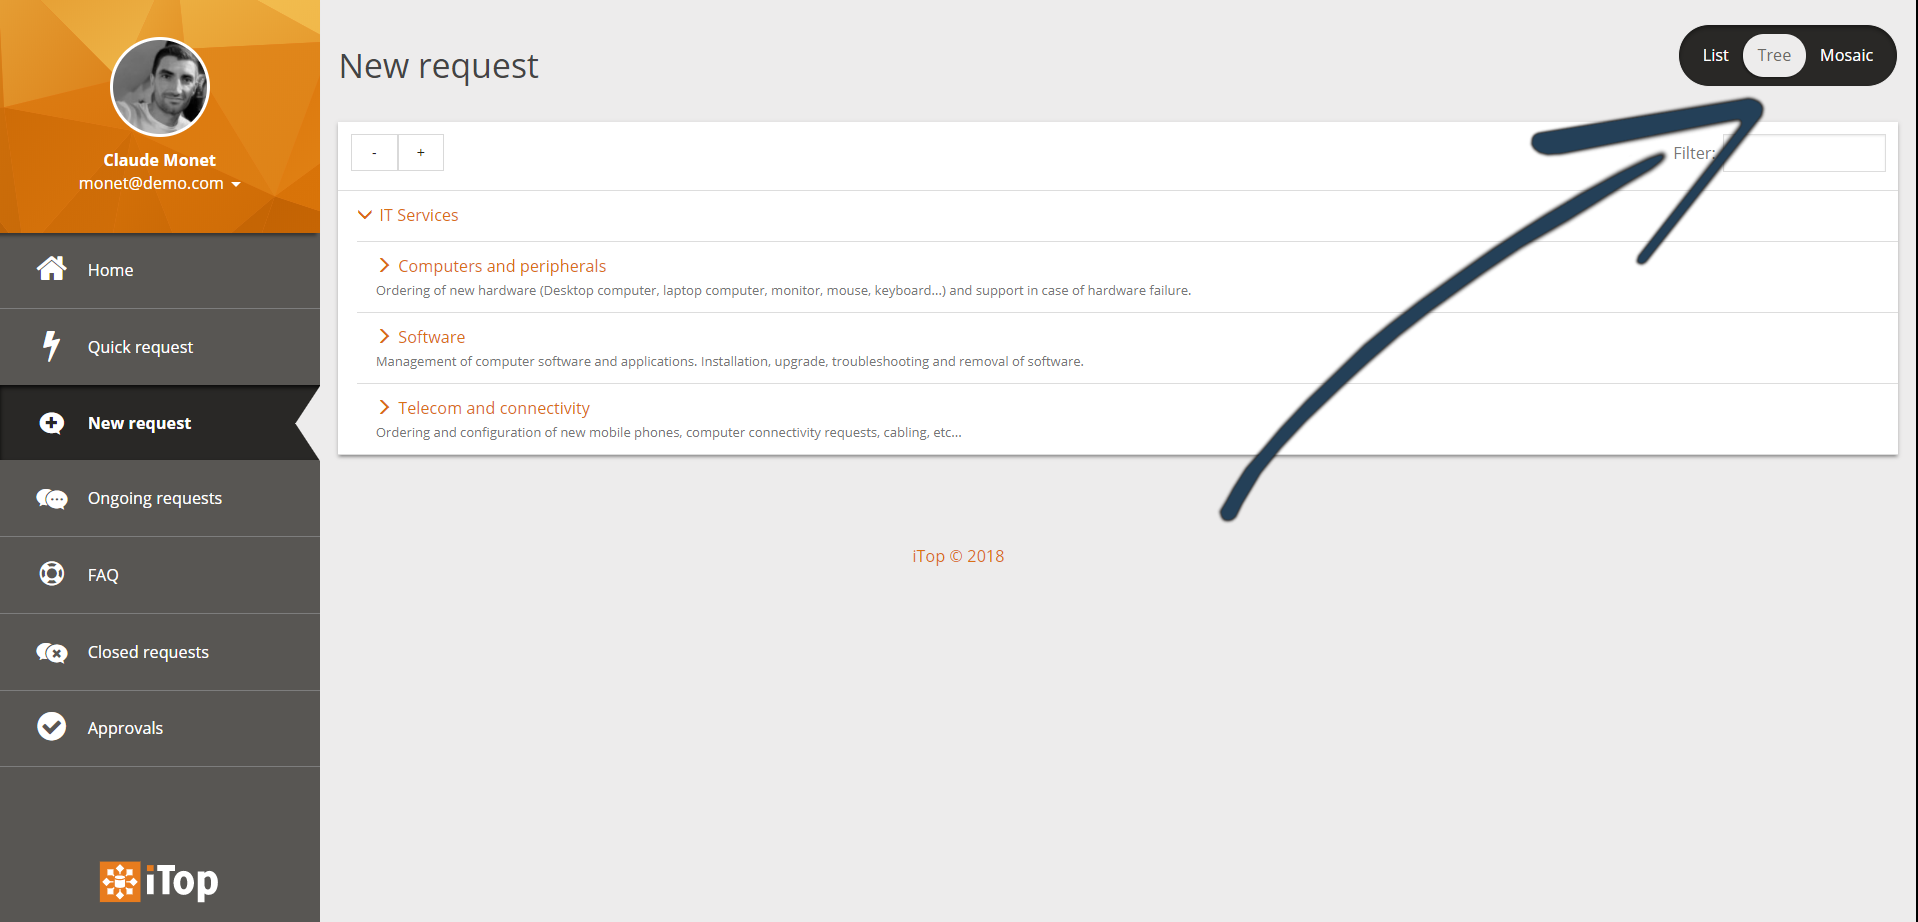 Claude Monet
monet@demo.com
Home
Quick request
New request
Ongoing requests
FAQ
Closed requests
Approvals
iTop
New request
List Tree Mosaic
- +
Filter:
IT Services
Computers and peripherals
Ordering of new hardware (Desktop computer, laptop computer, monitor, mouse, keyboard...) and support in case of hardware failure.
Software
Management of computer software and applications. Installation, upgrade, troubleshooting and removal of software.
Telecom and connectivity
Ordering and configuration of new mobile phones, computer connectivity requests, cabling, etc...
iTop © 2018